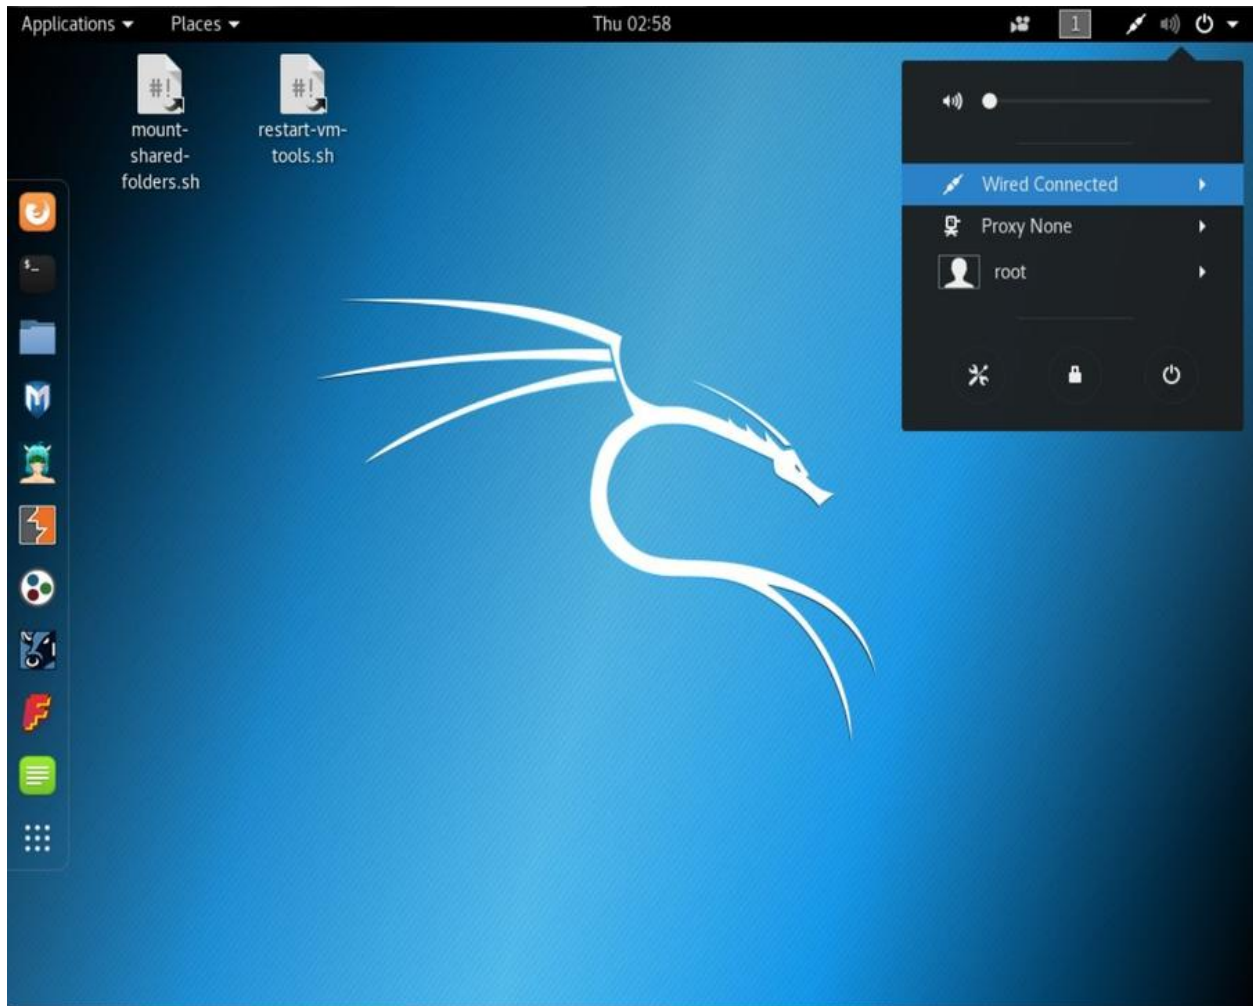 Applications Places Thu 02:58 1
#! #!
mount-
shared-
folders.sh
restart-vm-
tools.sh
$_
Wired Connected
Proxy None
root